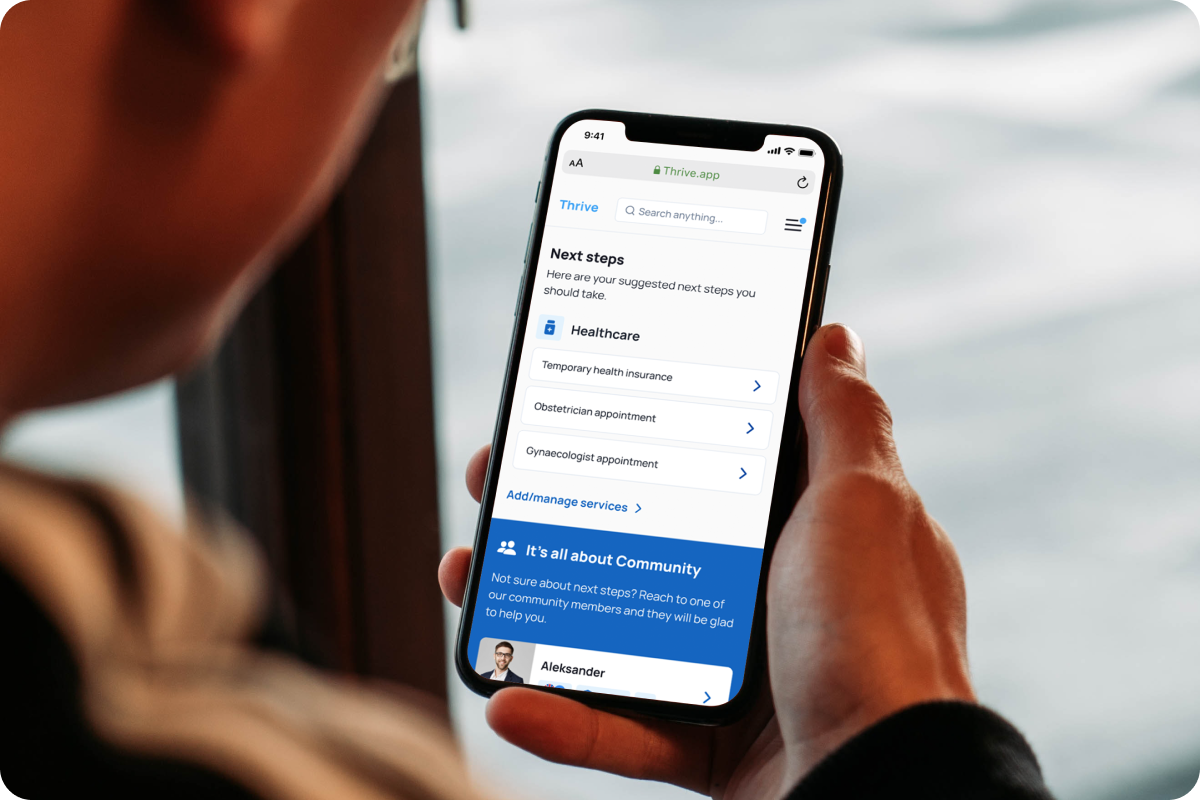 9:41
AA Thrive.app
Thrive Search anything...
Next steps
Here are your suggested next steps you
should take.
Healthcare
Temporary health insurance
Obstetrician appointment
Gynaecologist appointment
Add/manage services
It's all about Community
Not sure about next steps? Reach to one of
our community members and they will be glad
to help you.
Aleksander